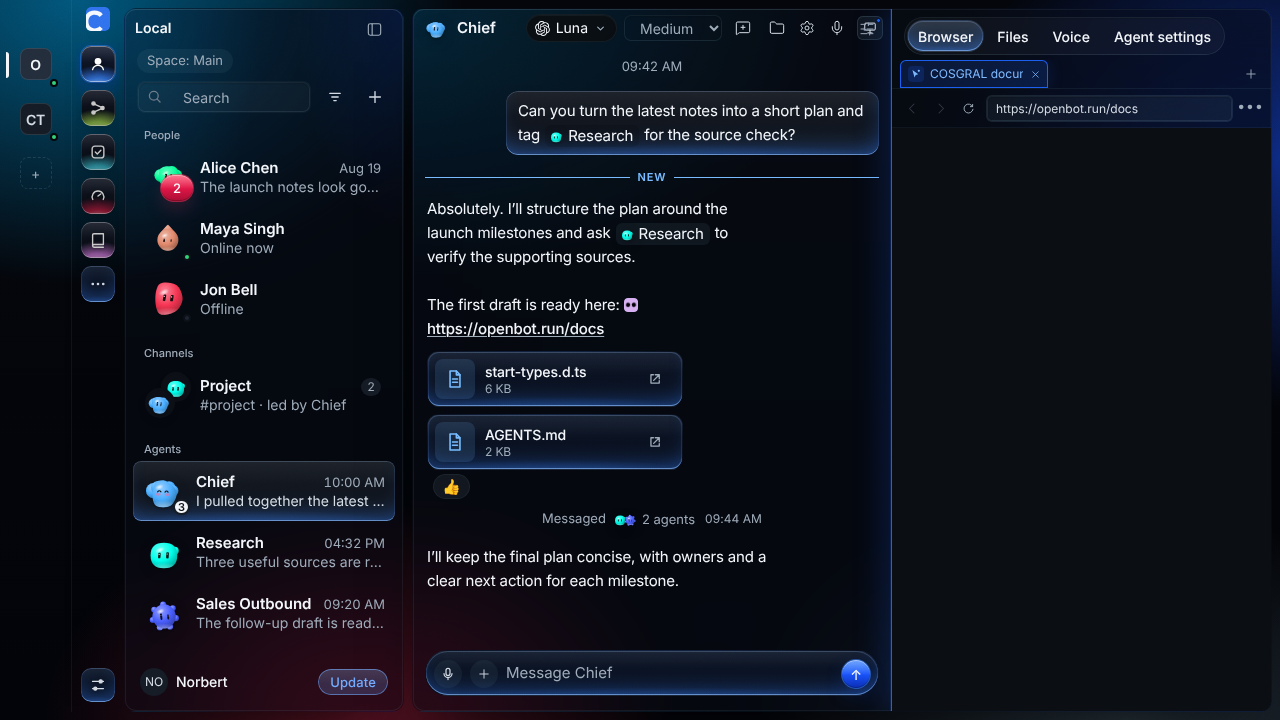 O
CT
+
Local
Space: Main
Search
People
Alice Chen
Aug 19
The launch notes look go...
2
Maya Singh
Online now
Jon Bell
Offline
Channels
Project
2
#project · led by Chief
Agents
Chief
10:00 AM
I pulled together the latest ...
3
Research
04:32 PM
Three useful sources are r...
Sales Outbound
09:20 AM
The follow-up draft is read...
NO
Norbert
Update
Chief
Luna
Medium
09:42 AM
Can you turn the latest notes into a short plan and
tag Research for the source check?
NEW
Absolutely. I’ll structure the plan around the
launch milestones and ask Research to
verify the supporting sources.
The first draft is ready here:
https://openbot.run/docs
start-types.d.ts
6 KB
AGENTS.md
2 KB
Messaged 2 agents 09:44 AM
I’ll keep the final plan concise, with owners and a
clear next action for each milestone.
Message Chief
Browser
Files
Voice
Agent settings
COSGRAL docur
https://openbot.run/docs